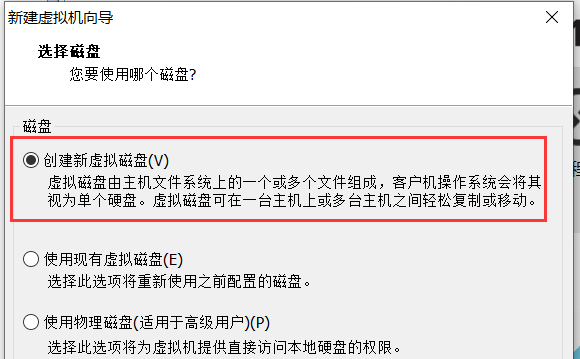 新建虚拟机向导
选择磁盘
您要使用哪个磁盘?
磁盘
创建新虚拟磁盘(V)
虚拟磁盘由主机文件系统上的一个或多个文件组成，客户机操作系统会将其
视为单个硬盘。虚拟磁盘可在一台主机上或多台主机之间轻松复制或移动。
使用现有虚拟磁盘(E)
选择此选项将重新使用之前配置的磁盘。
使用物理磁盘(适用于高级用户)(P)
选择此选项将为虚拟机提供直接访问本地硬盘的权限。